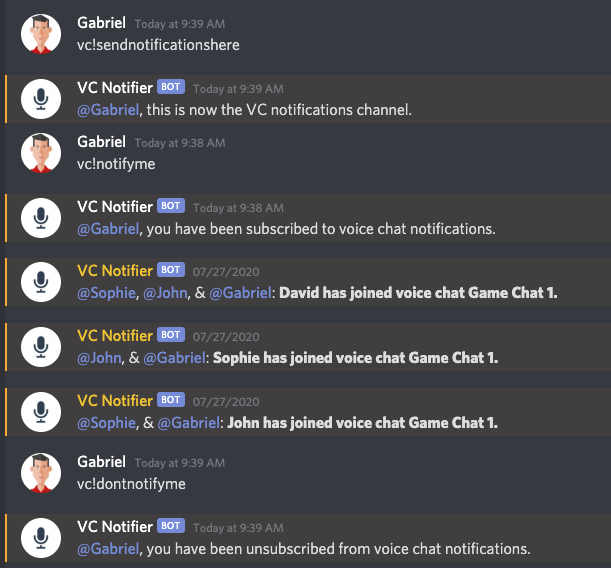 Gabriel Today at 9:39 AM
vc!sendnotificationshere
VC Notifier BOT Today at 9:39 AM
@Gabriel, this is now the VC notifications channel.
Gabriel Today at 9:38 AM
vc!notifyme
VC Notifier BOT Today at 9:38 AM
@Gabriel, you have been subscribed to voice chat notifications.
VC Notifier BOT 07/27/2020
@Sophie, @John, & @Gabriel: David has joined voice chat Game Chat 1.
VC Notifier BOT 07/27/2020
@John, & @Gabriel: Sophie has joined voice chat Game Chat 1.
VC Notifier BOT 07/27/2020
@Sophie, & @Gabriel: John has joined voice chat Game Chat 1.
Gabriel Today at 9:39 AM
vc!dontnotifyme
VC Notifier BOT Today at 9:39 AM
@Gabriel, you have been unsubscribed from voice chat notifications.